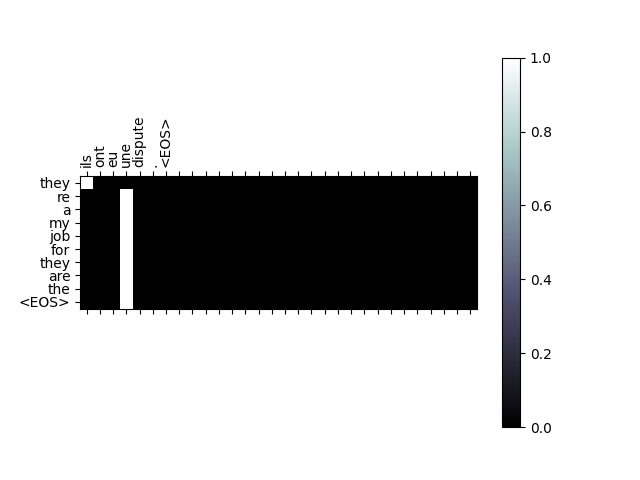 ils
ont
eu
une
dispute
.
<EOS>
they
re
a
my
job
for
they
are
the
<EOS>
1.0
0.8
0.6
0.4
0.2
0.0